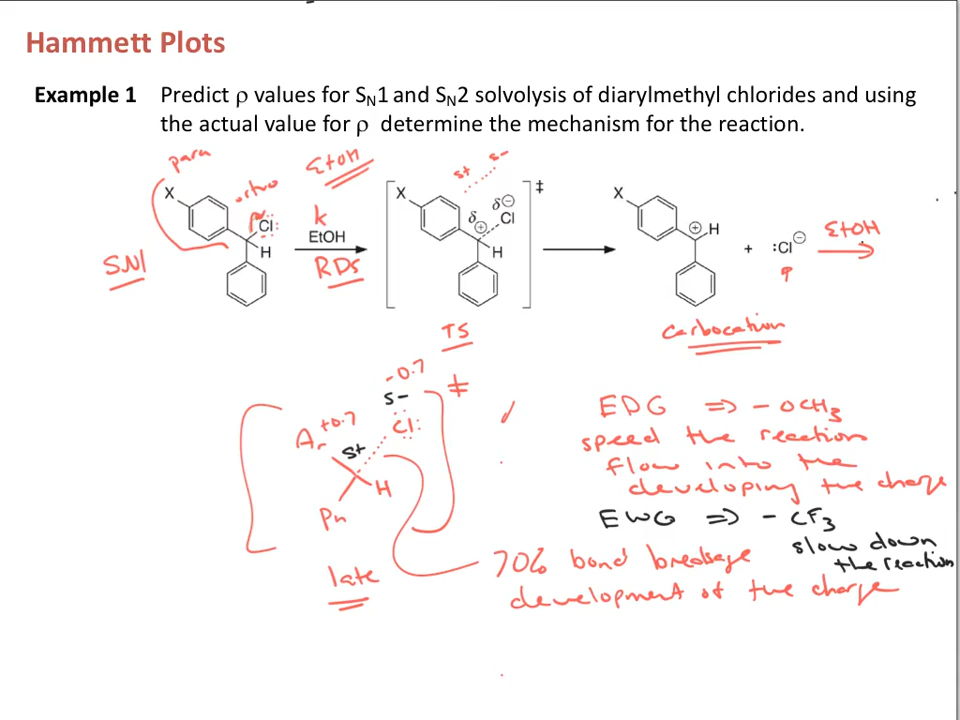 Hammett Plots
Example 1 Predict ρ values for SN1 and SN2 solvolysis of diarylmethyl chlorides and using
the actual value for ρ determine the mechanism for the reaction.
para
EtOH
δ+ δ-
X
Cl:
H
k
EtOH
RDS
SN1
X
δ⊖
Cl
δ⊕
H
‡
X
⊕ H
+ :Cl⊖
EtOH
TS
carbocation
-0.7
δ-
Cl:
‡
+0.7
Ar
δ+
H
Ph
late
EDG ⇒ -OCH3
speed the reaction
flow into the
developing the charge
EWG ⇒ -CF3
slow down
the reaction
70% bond breakage
development of the charge